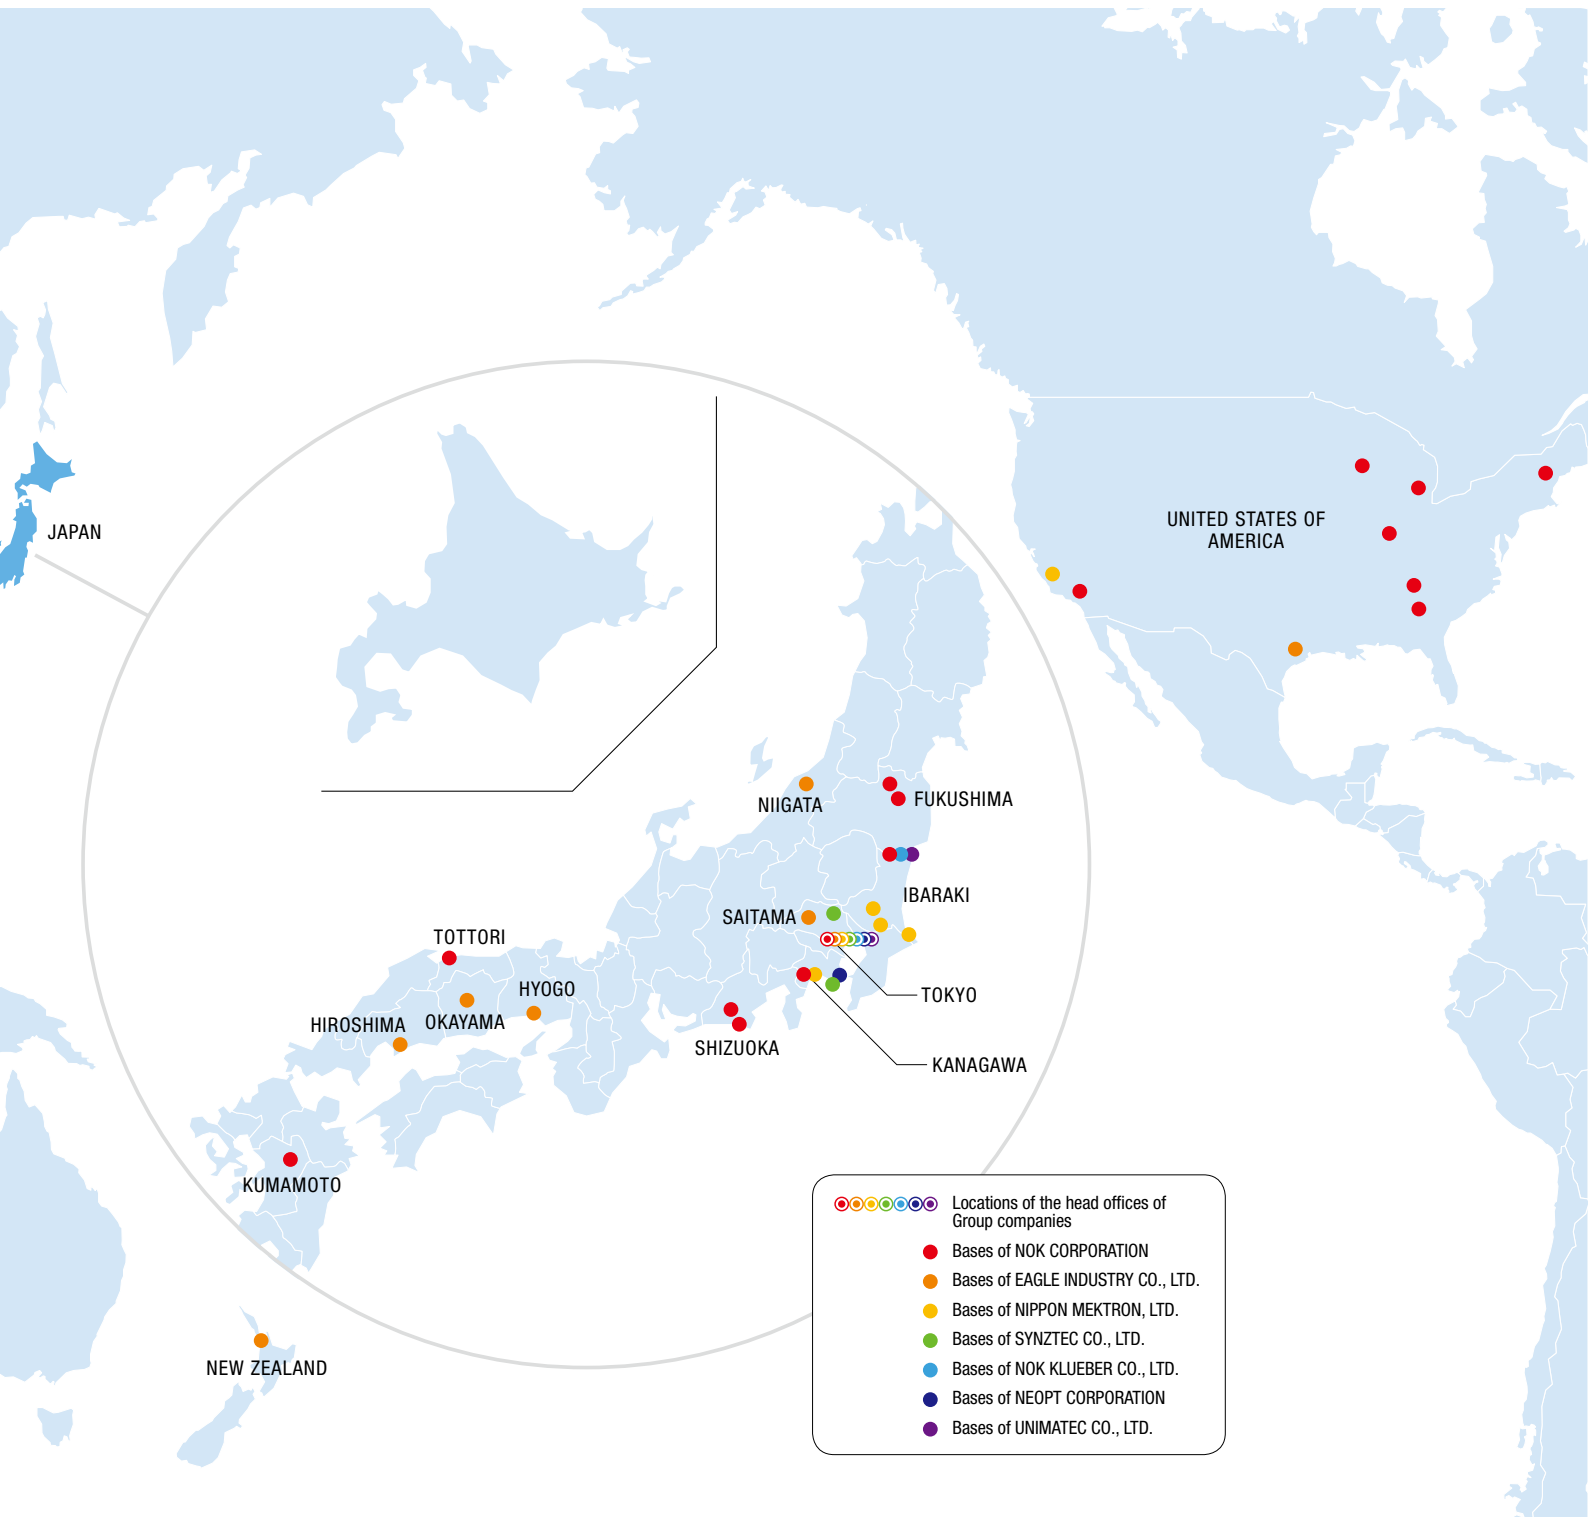 JAPAN
UNITED STATES OF
AMERICA
NIIGATA
FUKUSHIMA
IBARAKI
SAITAMA
TOTTORI
HYOGO
TOKYO
OKAYAMA
HIROSHIMA
SHIZUOKA
KANAGAWA
KUMAMOTO
NEW ZEALAND
Locations of the head offices of
Group companies
Bases of NOK CORPORATION
Bases of EAGLE INDUSTRY CO., LTD.
Bases of NIPPON MEKTRON, LTD.
Bases of SYNZTEC CO., LTD.
Bases of NOK KLUEBER CO., LTD.
Bases of NEOPT CORPORATION
Bases of UNIMATEC CO., LTD.